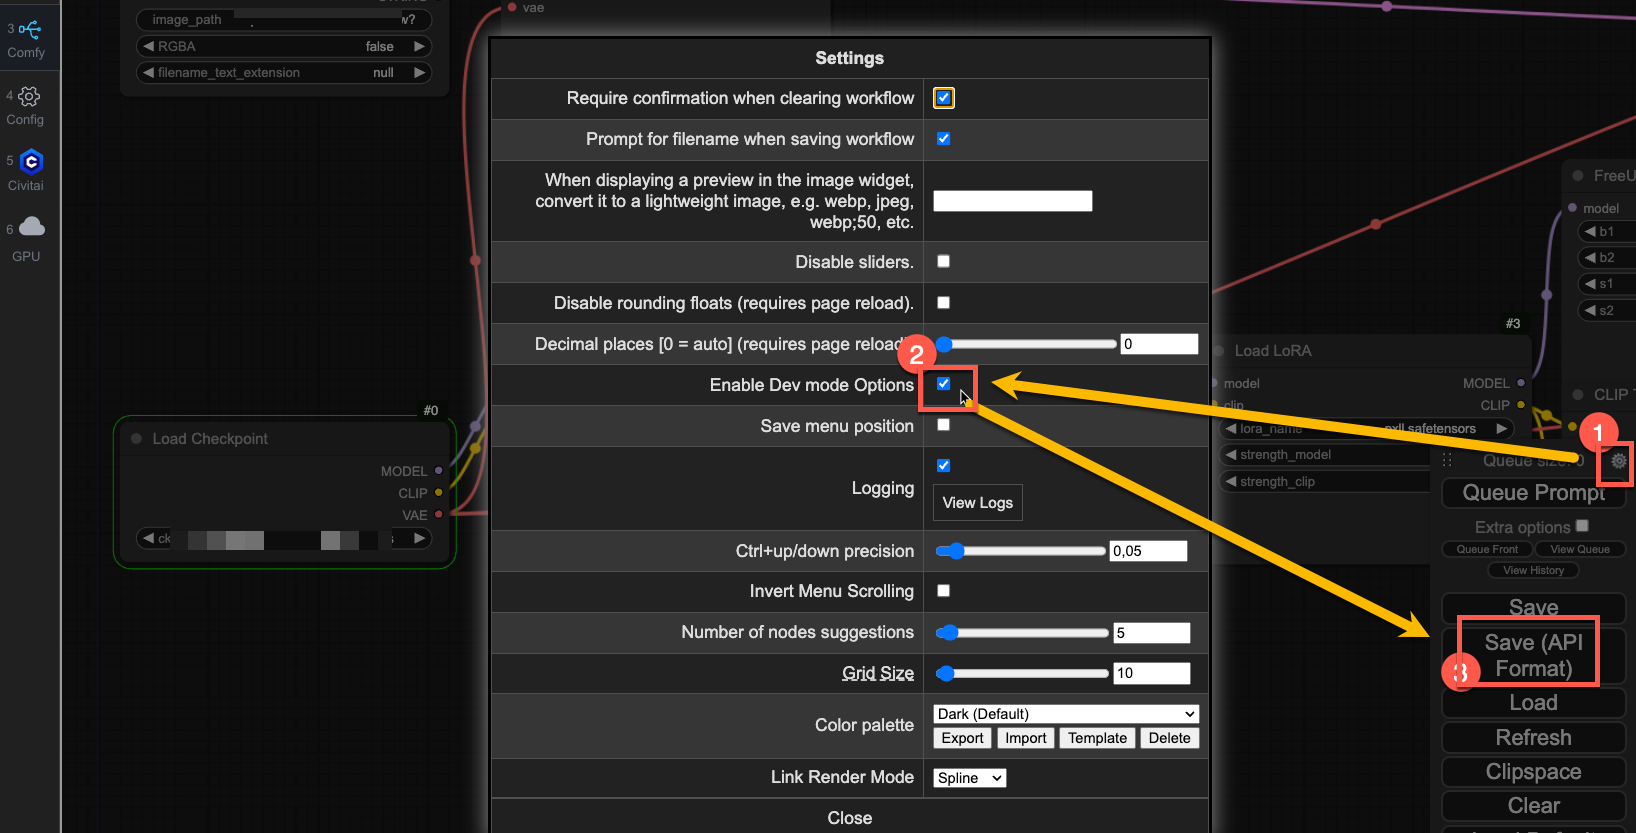 3
Comfy
4
Config
5
Civitai
6
GPU
image_path
w?
RGBA
false
filename_text_extension
null
vae
#0
Load Checkpoint
MODEL
CLIP
VAE
Settings
Require confirmation when clearing workflow
Prompt for filename when saving workflow
When displaying a preview in the image widget,
convert it to a lightweight image, e.g. webp, jpeg,
webp;50, etc.
Disable sliders.
Disable rounding floats (requires page reload).
Decimal places [0 = auto] (requires page reload)
0
2
Enable Dev mode Options
Save menu position
Logging
View Logs
Ctrl+up/down precision
0,05
Invert Menu Scrolling
Number of nodes suggestions
5
Grid Size
10
Color palette
Dark (Default)
Export Import Template Delete
Link Render Mode
Spline
Close
FreeU
model
b1
b2
s1
s2
#3
Load LoRA
model
MODEL
clip
CLIP
lora_name
safetensors
strength_model
strength_clip
CLIP
1
Queue size: 0
Queue Prompt
Extra options
Queue Front
View Queue
View History
Save
Save (API
Format)
3
Load
Refresh
Clipspace
Clear